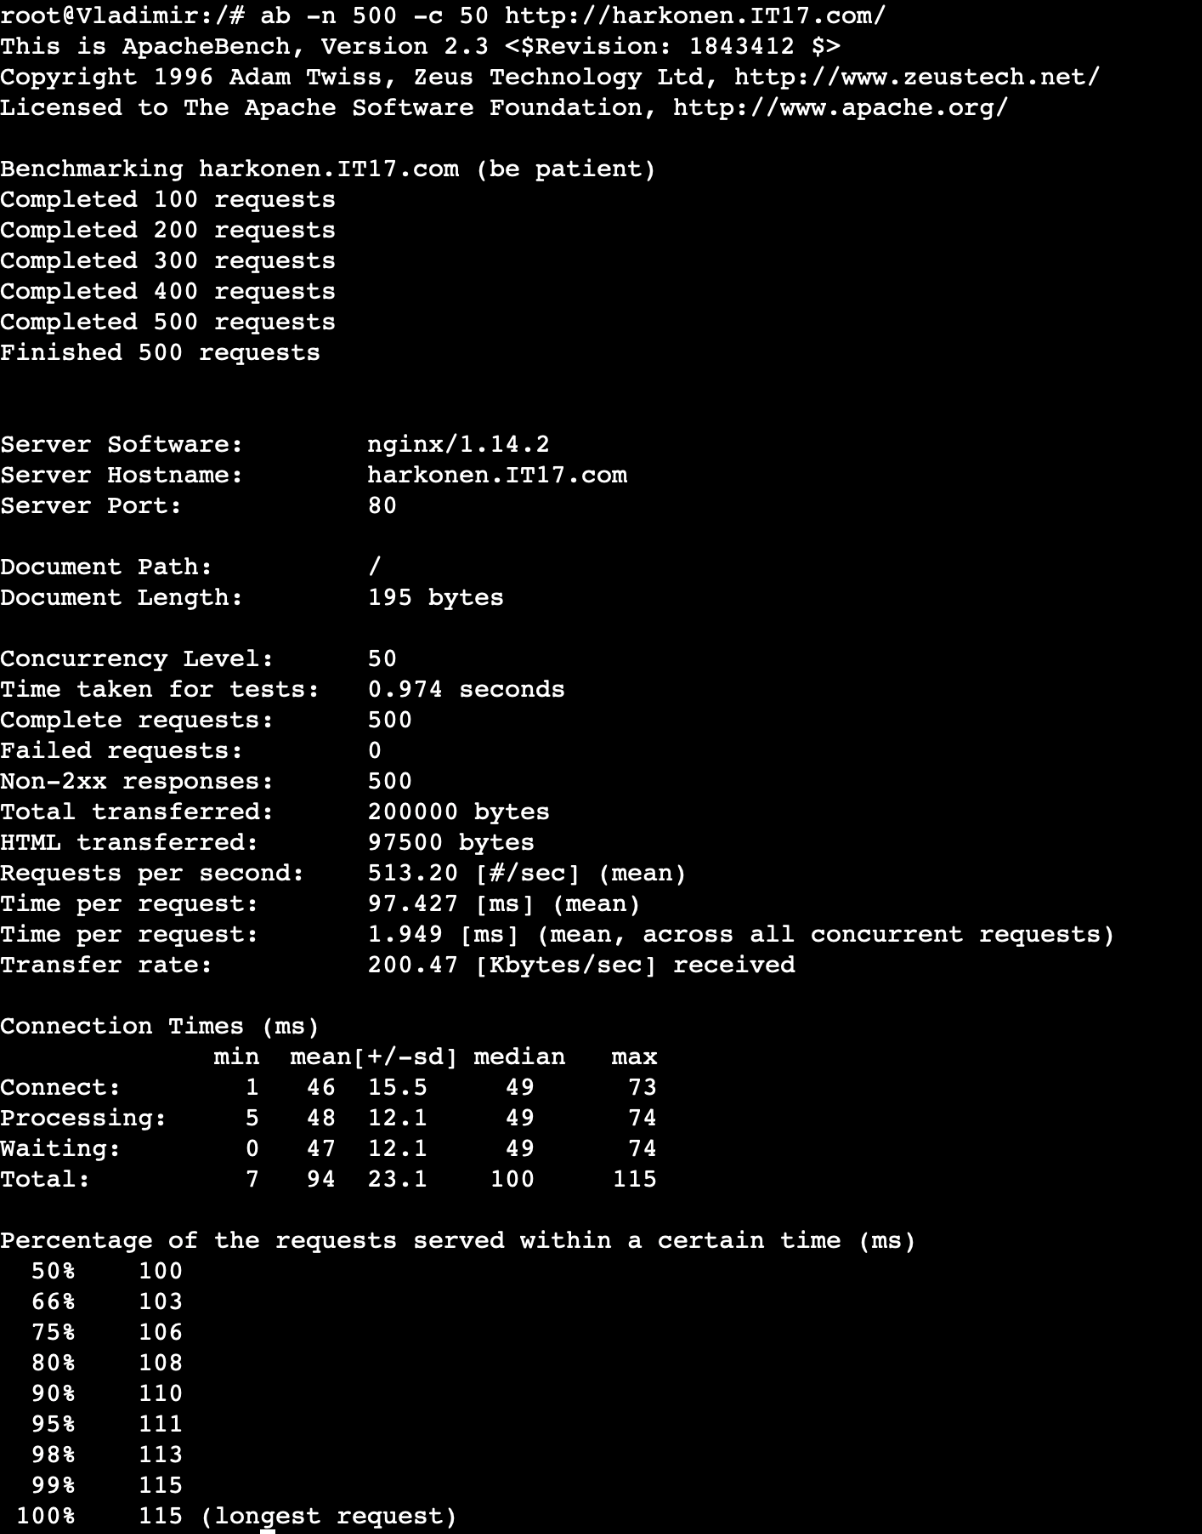 root@Vladimir:/# ab -n 500 -c 50 http://harkonen.IT17.com/
This is ApacheBench, Version 2.3 <$Revision: 1843412 $>
Copyright 1996 Adam Twiss, Zeus Technology Ltd, http://www.zeustech.net/
Licensed to The Apache Software Foundation, http://www.apache.org/

Benchmarking harkonen.IT17.com (be patient)
Completed 100 requests
Completed 200 requests
Completed 300 requests
Completed 400 requests
Completed 500 requests
Finished 500 requests


Server Software:        nginx/1.14.2
Server Hostname:        harkonen.IT17.com
Server Port:            80

Document Path:          /
Document Length:        195 bytes

Concurrency Level:      50
Time taken for tests:   0.974 seconds
Complete requests:      500
Failed requests:        0
Non-2xx responses:      500
Total transferred:      200000 bytes
HTML transferred:       97500 bytes
Requests per second:    513.20 [#/sec] (mean)
Time per request:       97.427 [ms] (mean)
Time per request:       1.949 [ms] (mean, across all concurrent requests)
Transfer rate:          200.47 [Kbytes/sec] received

Connection Times (ms)
              min  mean[+/-sd] median   max
Connect:        1   46  15.5     49      73
Processing:     5   48  12.1     49      74
Waiting:        0   47  12.1     49      74
Total:          7   94  23.1    100     115

Percentage of the requests served within a certain time (ms)
  50%    100
  66%    103
  75%    106
  80%    108
  90%    110
  95%    111
  98%    113
  99%    115
 100%    115 (longest request)